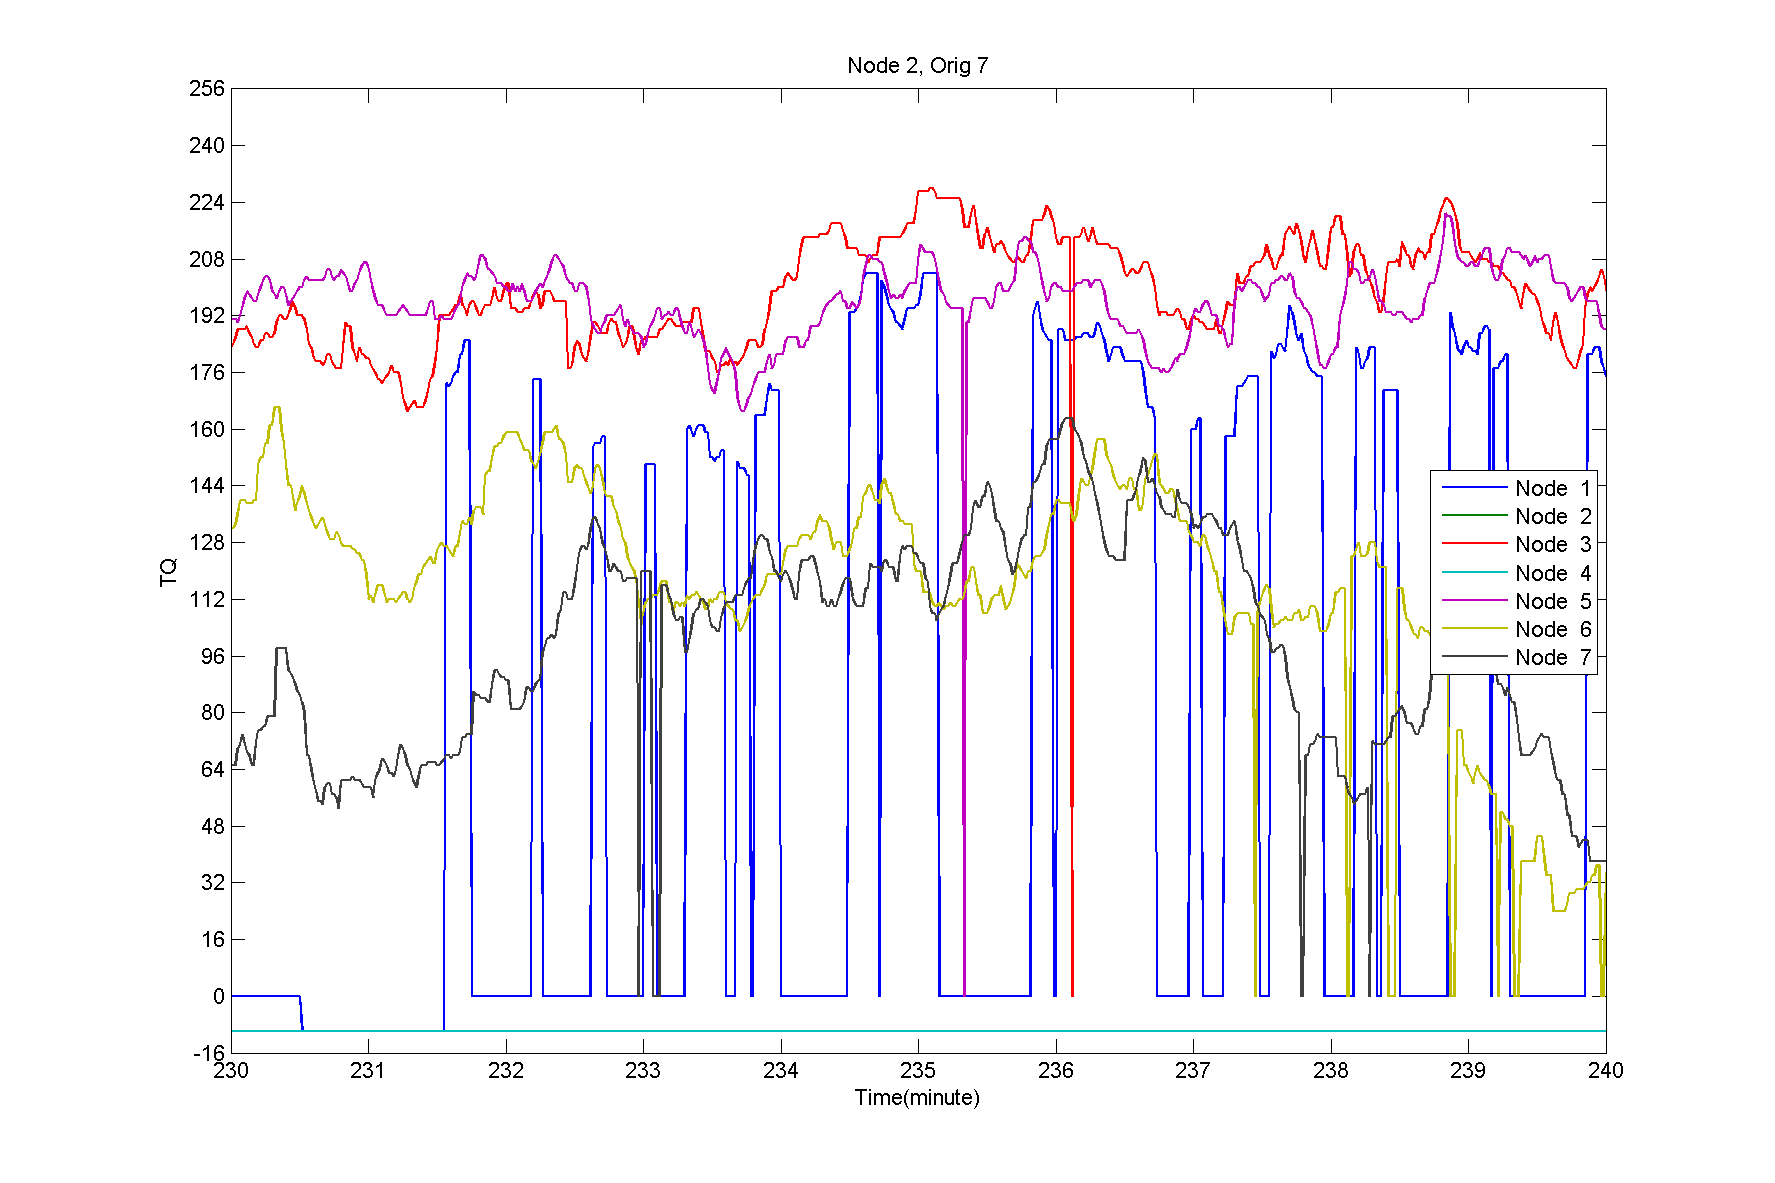 Node 2, Orig 7
256
240
224
208
192
176
160
144
128
112
96
80
64
48
32
16
0
-16
TQ
Node 1
Node 2
Node 3
Node 4
Node 5
Node 6
Node 7
230 231 232 233 234 235 236 237 238 239 240
Time(minute)